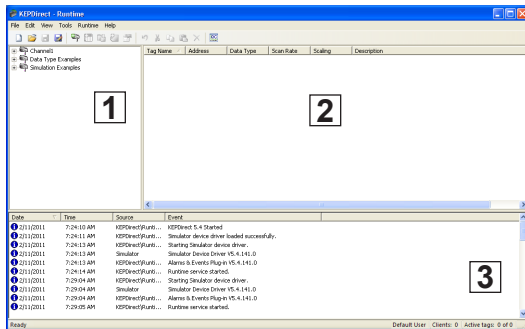 KEPDirect - Runtime
File Edit View Tools Runtime Help
Channel1
Data Type Examples
Simulation Examples
1
Tag Name Address Data Type Scan Rate Scaling Description
2
Date Time Source Event
2/11/2011 7:24:10 AM KEPDirect\Runti... KEPDirect 5.4 Started
2/11/2011 7:24:11 AM KEPDirect\Runti... Simulator device driver loaded successfully.
2/11/2011 7:24:13 AM KEPDirect\Runti... Starting Simulator device driver.
2/11/2011 7:24:13 AM Simulator Simulator Device Driver V5.4.141.0
2/11/2011 7:24:13 AM KEPDirect\Runti... Alarms & Events Plug-in V5.4.141.0
2/11/2011 7:24:14 AM KEPDirect\Runti... Runtime service started.
2/11/2011 7:29:04 AM KEPDirect\Runti... Starting Simulator device driver.
2/11/2011 7:29:04 AM Simulator Simulator Device Driver V5.4.141.0
2/11/2011 7:29:04 AM KEPDirect\Runti... Alarms & Events Plug-in V5.4.141.0
2/11/2011 7:29:05 AM KEPDirect\Runti... Runtime service started.
3
Ready Default User Clients: 0 Active tags: 0 of 0